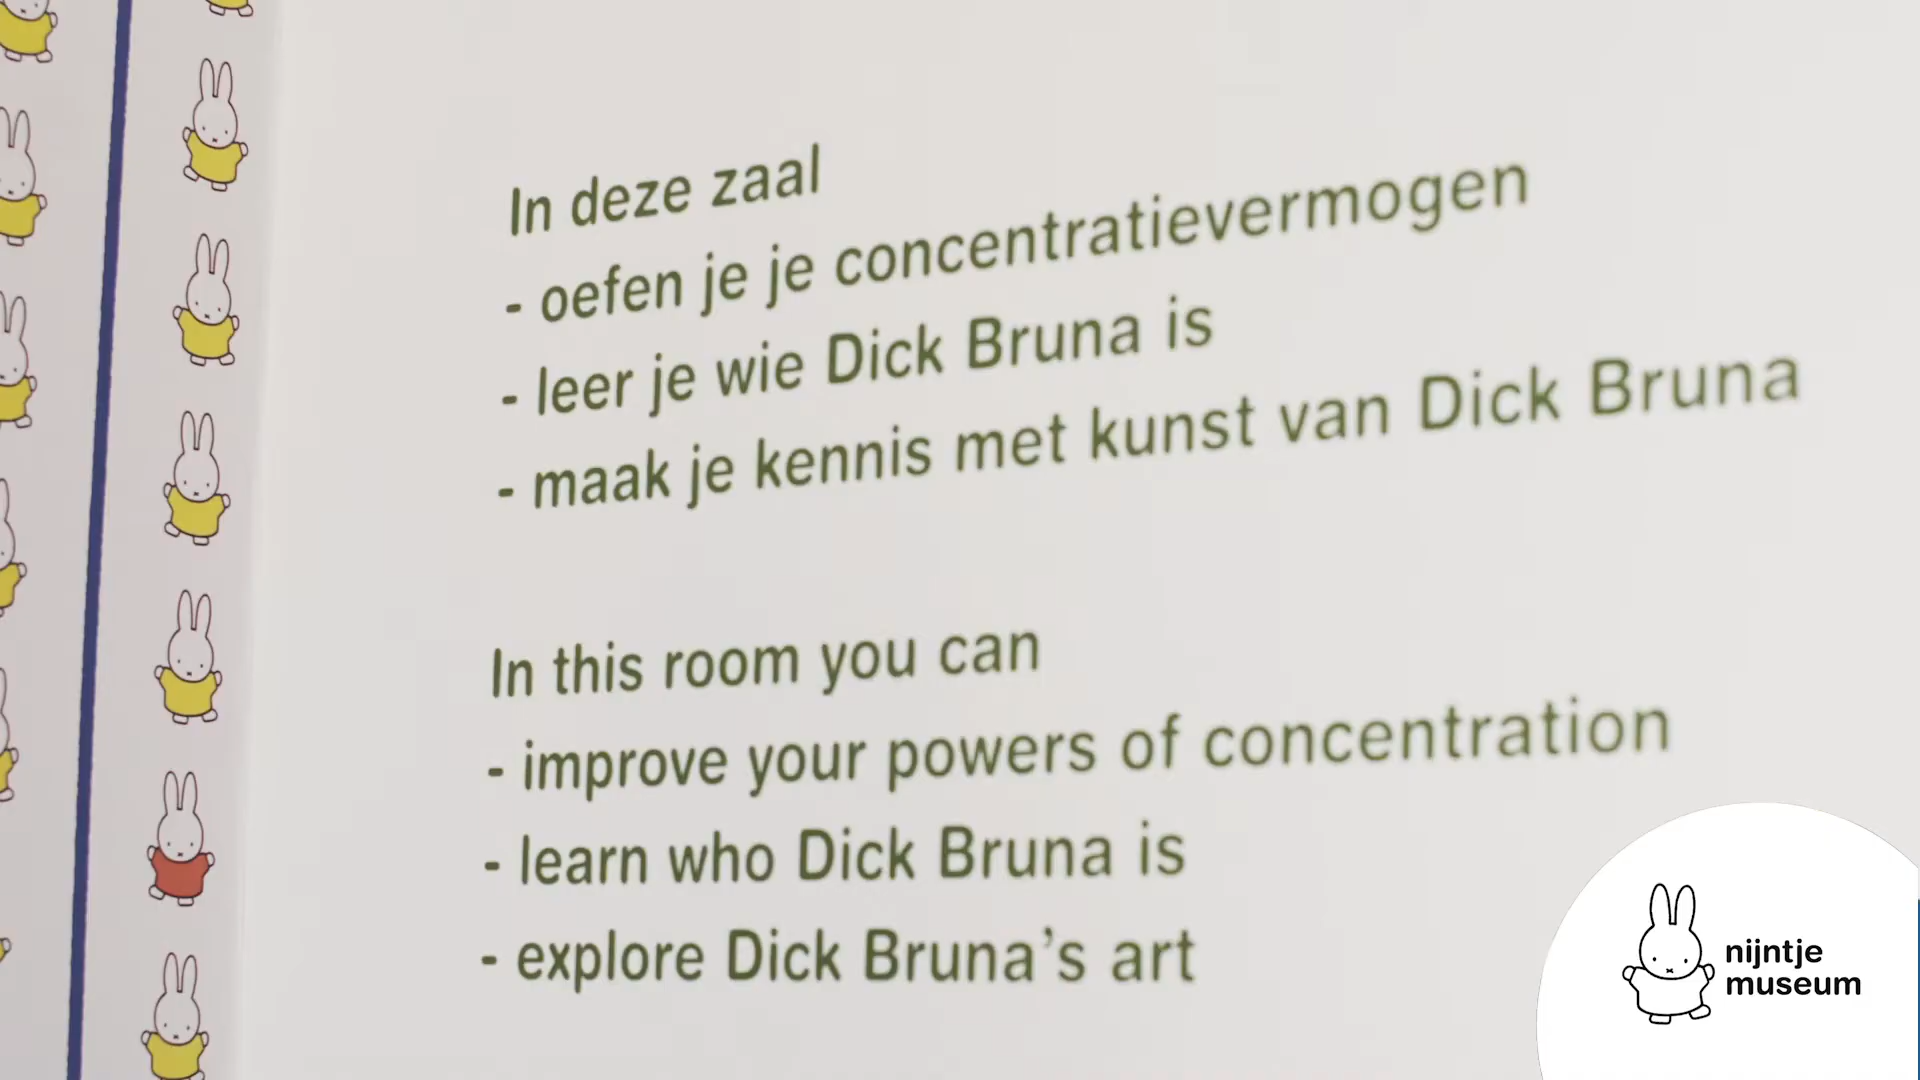 In deze zaal
- oefen je je concentratievermogen
- leer je wie Dick Bruna is
- maak je kennis met kunst van Dick Bruna
In this room you can
- improve your powers of concentration
- learn who Dick Bruna is
- explore Dick Bruna’s art
nijntje
museum